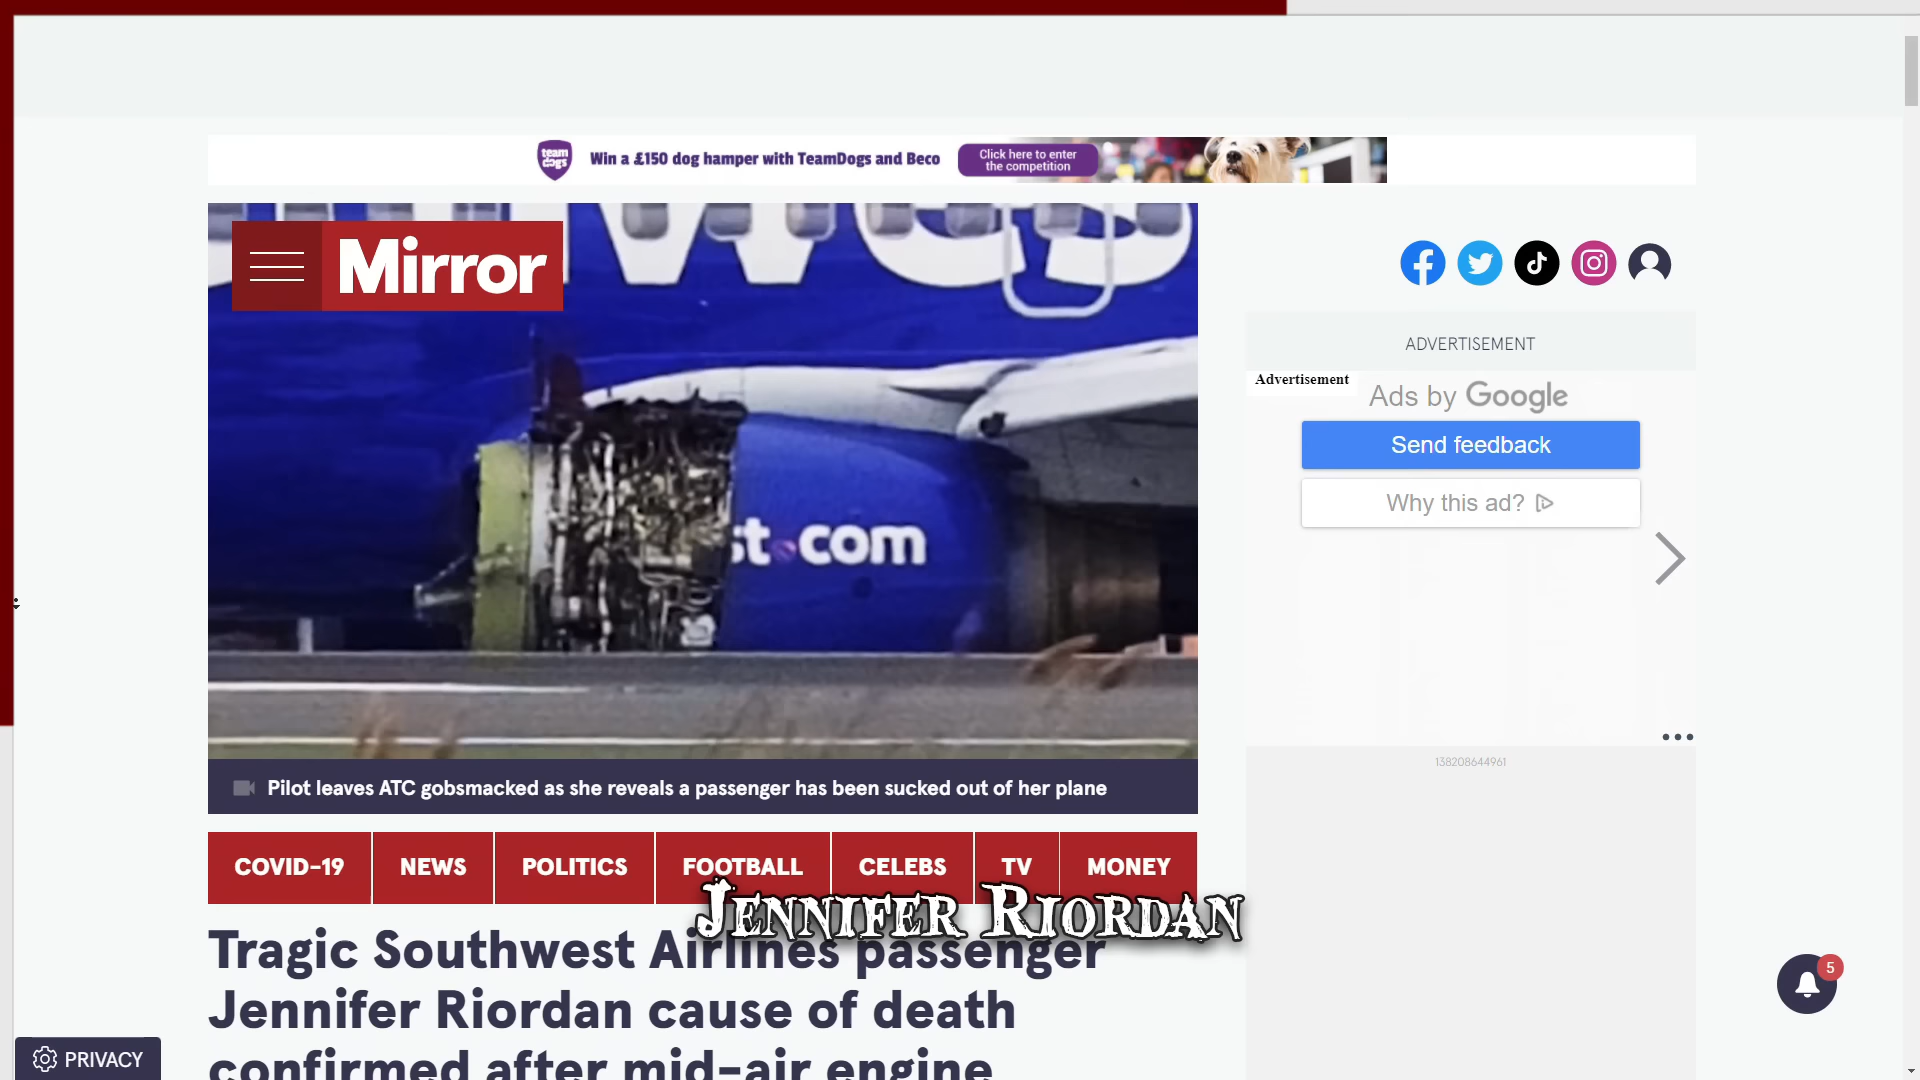 team dogs
Win a £150 dog hamper with TeamDogs and Beco
Click here to enter
the competition
Mirror
st.com
ADVERTISEMENT
Advertisement
Ads by Google
Send feedback
Why this ad?
138208644961
Pilot leaves ATC gobsmacked as she reveals a passenger has been sucked out of her plane
COVID-19 NEWS POLITICS FOOTBALL CELEBS TV MONEY
Jennifer Riordan
Tragic Southwest Airlines passenger
Jennifer Riordan cause of death
confirmed after mid-air engine
5
PRIVACY